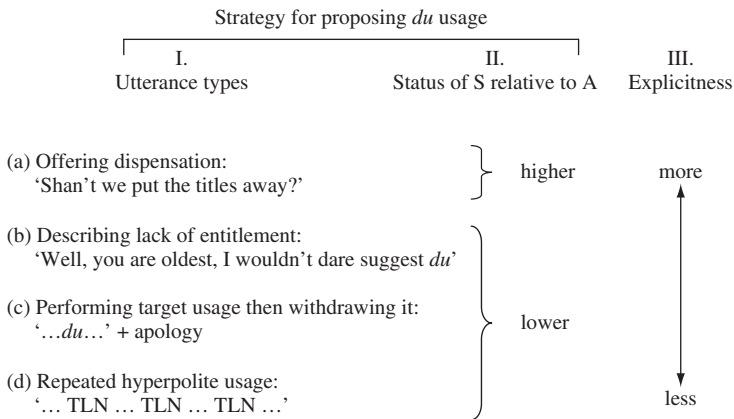 Strategy for proposing du usage
I. II. III.
Utterance types Status of S relative to A Explicitness
(a) Offering dispensation:
‘Shan’t we put the titles away?’ higher more
(b) Describing lack of entitlement:
‘Well, you are oldest, I wouldn’t dare suggest du’
(c) Performing target usage then withdrawing it:
‘…du…’ + apology lower
(d) Repeated hyperpolite usage:
‘… TLN … TLN … TLN …’ less